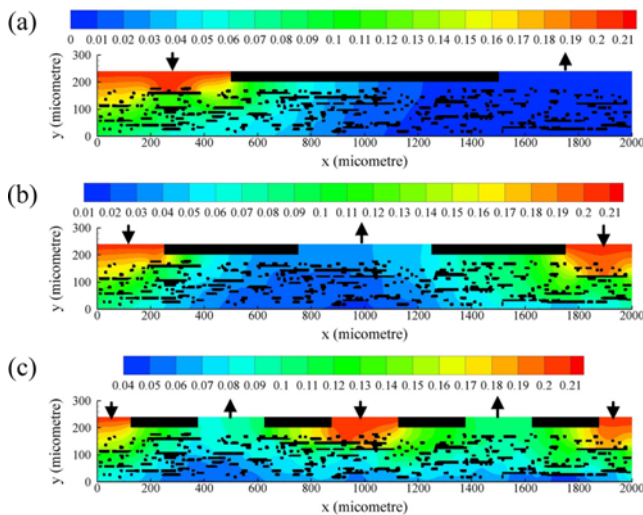 (a)
0 0.01 0.02 0.03 0.04 0.05 0.06 0.07 0.08 0.09 0.1 0.11 0.12 0.13 0.14 0.15 0.16 0.17 0.18 0.19 0.2 0.21
y (micometre)
300
200
100
0
0 200 400 600 800 1000 1200 1400 1600 1800 2000
x (micometre)
(b)
0.01 0.02 0.03 0.04 0.05 0.06 0.07 0.08 0.09 0.1 0.11 0.12 0.13 0.14 0.15 0.16 0.17 0.18 0.19 0.2 0.21
y (micometre)
300
200
100
0
0 200 400 600 800 1000 1200 1400 1600 1800 2000
x (micometre)
(c)
0.04 0.05 0.06 0.07 0.08 0.09 0.1 0.11 0.12 0.13 0.14 0.15 0.16 0.17 0.18 0.19 0.2 0.21
y (micometre)
300
200
100
0
0 200 400 600 800 1000 1200 1400 1600 1800 2000
x (micometre)